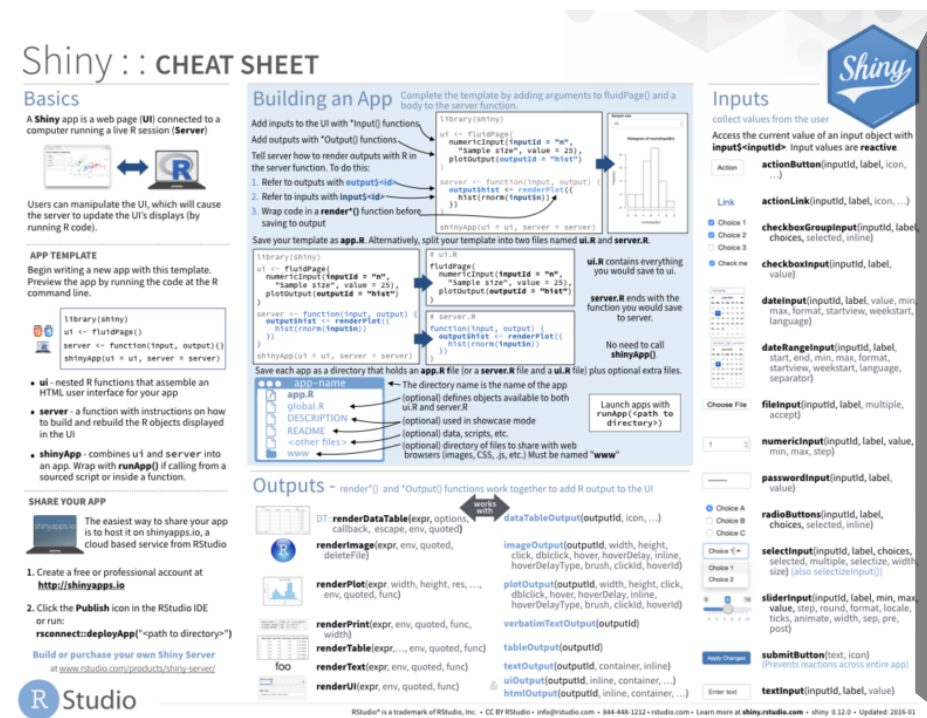 Shiny : : CHEAT SHEET
Shiny
Basics
A Shiny app is a web page (UI) connected to a
computer running a live R session (Server)
R
Users can manipulate the UI, which will cause
the server to update the UI's displays (by
running R code).
APP TEMPLATE
Begin writing a new app with this template.
Preview the app by running the code at the R
command line.
library(shiny)
ui <- fluidPage()
server <- function(input, output){}
shinyApp(ui = ui, server = server)
• ui - nested R functions that assemble an
HTML user interface for your app
• server - a function with instructions on how
to build and rebuild the R objects displayed
in the UI
• shinyApp - combines ui and server into
an app. Wrap with runApp() if calling from a
sourced script or inside a function.
SHARE YOUR APP
shinyapps.io
The easiest way to share your app
is to host it on shinyapps.io, a
cloud based service from RStudio
1. Create a free or professional account at
http://shinyapps.io
2. Click the Publish icon in the RStudio IDE
or run:
rsconnect::deployApp("<path to directory>")
Build or purchase your own Shiny Server
at www.rstudio.com/products/shiny-server/
R Studio
Building an App
Complete the template by adding arguments to fluidPage() and a
body to the server function.
Add inputs to the UI with *Input() functions
Add outputs with *Output() functions
Tell server how to render outputs with R in
the server function. To do this:
1. Refer to outputs with output$<id>
2. Refer to inputs with input$<id>
3. Wrap code in a render*() function before
saving to output
library(shiny)
ui <- fluidPage(
numericInput(inputId = "n",
"Sample size", value = 25),
plotOutput(outputId = "hist")
)
server <- function(input, output) {
output$hist <- renderPlot({
hist(rnorm(input$n))
})
}
shinyApp(ui = ui, server = server)
Save your template as app.R. Alternatively, split your template into two files named ui.R and server.R.
library(shiny)
ui <- fluidPage(
numericInput(inputId = "n",
"Sample size", value = 25),
plotOutput(outputId = "hist")
)
server <- function(input, output) {
output$hist <- renderPlot({
hist(rnorm(input$n))
})
}
shinyApp(ui = ui, server = server)
# ui.R
fluidPage(
numericInput(inputId = "n",
"Sample size", value = 25),
plotOutput(outputId = "hist")
)
# server.R
function(input, output) {
output$hist <- renderPlot({
hist(rnorm(input$n))
})
}
ui.R contains everything
you would save to ui.
server.R ends with the
function you would save
to server.
No need to call
shinyApp().
Save each app as a directory that holds an app.R file (or a server.R file and a ui.R file) plus optional extra files.
app-name
app.R
global.R
DESCRIPTION
README
<other files>
www
The directory name is the name of the app
(optional) defines objects available to both
ui.R and server.R
(optional) used in showcase mode
(optional) data, scripts, etc.
(optional) directory of files to share with web
browsers (images, CSS, .js, etc.) Must be named "www"
Launch apps with
runApp(<path to
directory>)
Outputs - render*() and *Output() functions work together to add R output to the UI
works
with
DT::renderDataTable(expr, options,
callback, escape, env, quoted)
dataTableOutput(outputId, icon, …)
R
renderImage(expr, env, quoted,
deleteFile)
imageOutput(outputId, width, height,
click, dblclick, hover, hoverDelay, inline,
hoverDelayType, brush, clickId, hoverId)
renderPlot(expr, width, height, res, …,
env, quoted, func)
plotOutput(outputId, width, height, click,
dblclick, hover, hoverDelay, inline,
hoverDelayType, brush, clickId, hoverId)
renderPrint(expr, env, quoted, func,
width)
verbatimTextOutput(outputId)
renderTable(expr,…, env, quoted, func)
tableOutput(outputId)
foo
renderText(expr, env, quoted, func)
textOutput(outputId, container, inline)
renderUI(expr, env, quoted, func)
&
uiOutput(outputId, inline, container, …)
htmlOutput(outputId, inline, container, …)
Inputs
collect values from the user
Access the current value of an input object with
input$<inputId>. Input values are reactive.
Action
actionButton(inputId, label, icon,
…)
Link
actionLink(inputId, label, icon, …)
Choice 1
Choice 2
Choice 3
checkboxGroupInput(inputId, label,
choices, selected, inline)
Check me
checkboxInput(inputId, label,
value)
dateInput(inputId, label, value, min,
max, format, startview, weekstart,
language)
dateRangeInput(inputId, label,
start, end, min, max, format,
startview, weekstart, language,
separator)
Choose File
fileInput(inputId, label, multiple,
accept)
1
numericInput(inputId, label, value,
min, max, step)
passwordInput(inputId, label,
value)
Choice A
Choice B
Choice C
radioButtons(inputId, label,
choices, selected, inline)
Choice 1
Choice 1
Choice 2
selectInput(inputId, label, choices,
selected, multiple, selectize, width,
size) (also selectizeInput())
sliderInput(inputId, label, min, max,
value, step, round, format, locale,
ticks, animate, width, sep, pre,
post)
Apply Changes
submitButton(text, icon)
(Prevents reactions across entire app)
Enter text
textInput(inputId, label, value)
RStudio® is a trademark of RStudio, Inc. • CC BY RStudio • info@rstudio.com • 844-448-1212 • rstudio.com • Learn more at shiny.rstudio.com • shiny 0.12.0 • Updated: 2016-01